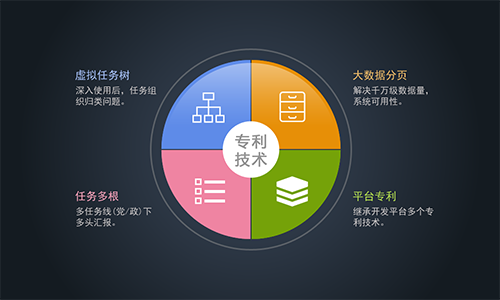 虚拟任务树
深入使用后，任务组
织归类问题。
大数据分页
解决千万级数据量，
系统可用性。
专利
技术
任务多根
多任务线(党/政)下
多头汇报。
平台专利
继承开发平台多个专
利技术。